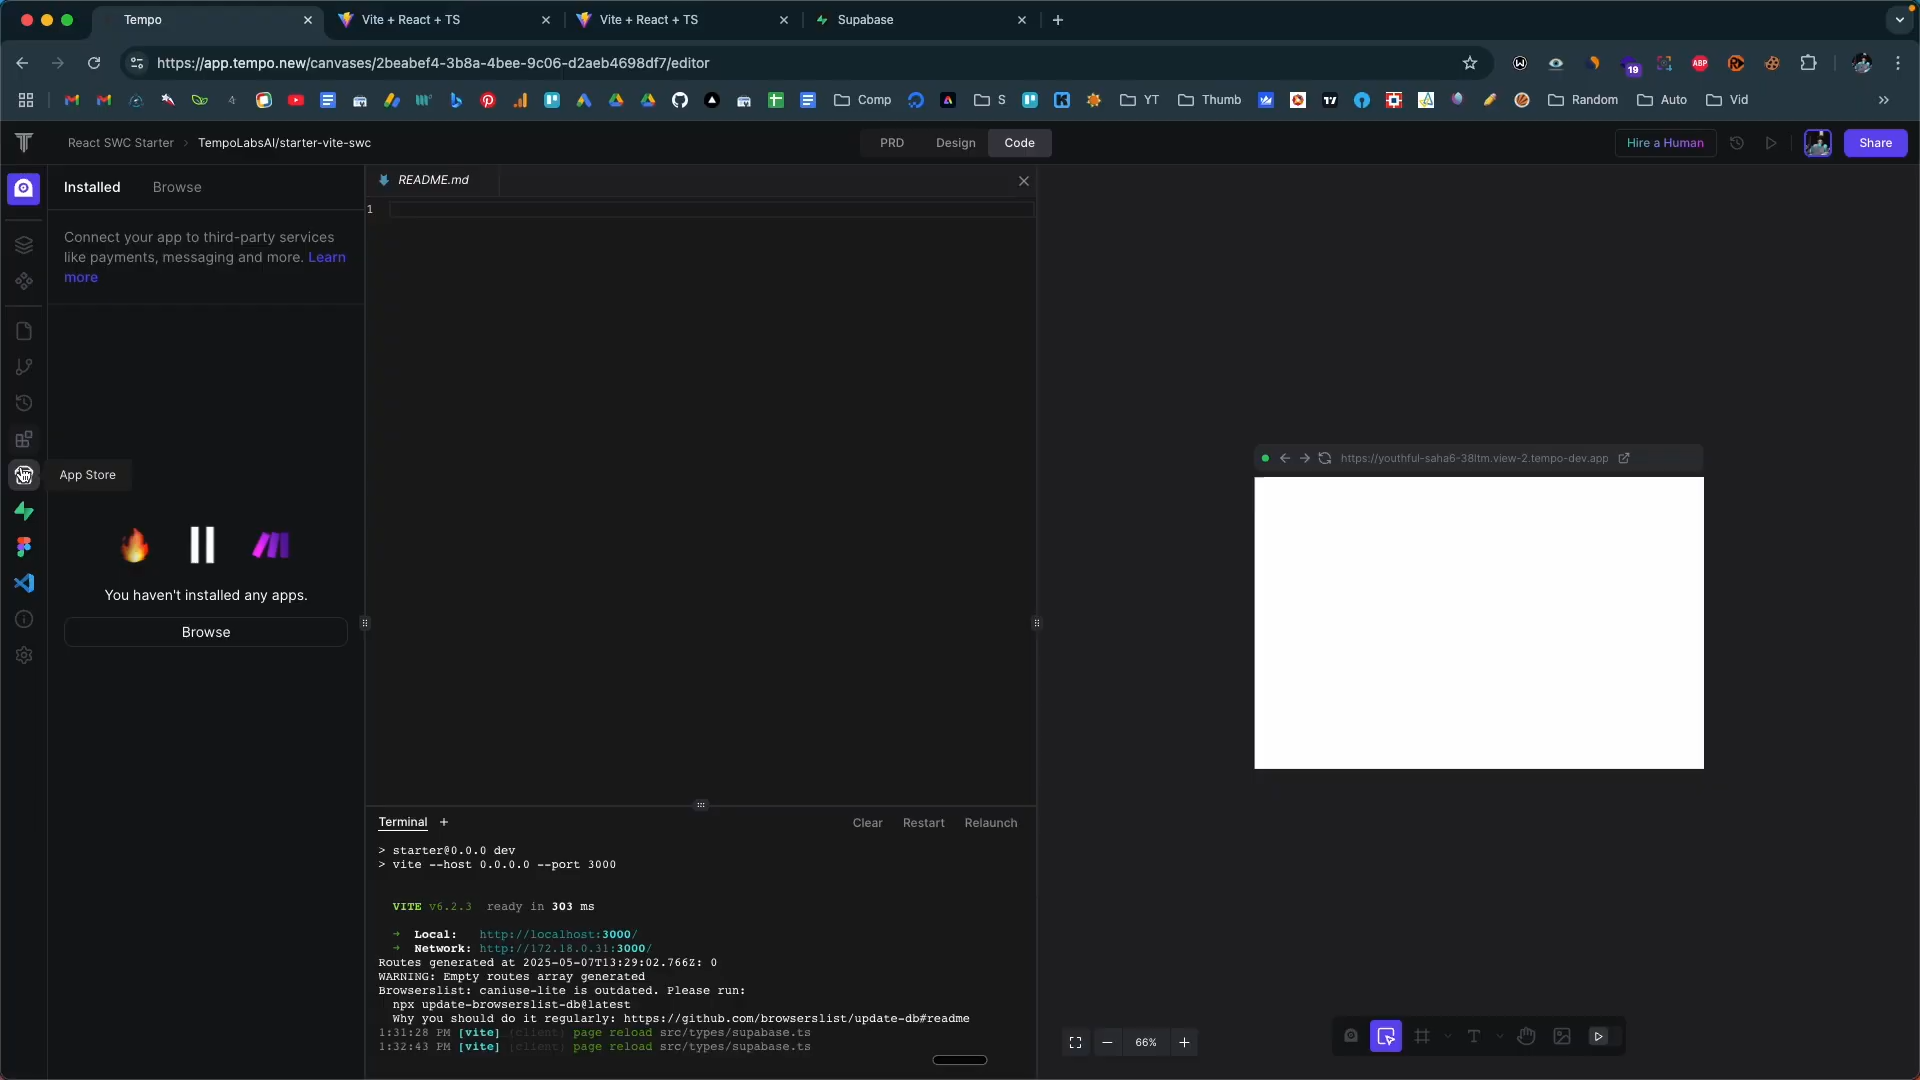 Tempo
Vite + React + TS
Vite + React + TS
Supabase
https://app.tempo.new/canvases/2beabef4-3b8a-4bee-9c06-d2aeb4698df7/editor
19
ABP
Comp
S
YT
Thumb
Random
Auto
Vid
React SWC Starter > TempoLabsAI/starter-vite-swc
PRD
Design
Code
Hire a Human
Share
Installed
Browse
README.md
1
Connect your app to third-party services
like payments, messaging and more. Learn
more
App Store
You haven't installed any apps.
Browse
https://youthful-saha6-38ltm.view-2.tempo-dev.app
Terminal +
Clear
Restart
Relaunch
> starter@0.0.0 dev
> vite --host 0.0.0.0 --port 3000
VITE v6.2.3 ready in 303 ms
➜ Local: http://localhost:3000/
➜ Network: http://172.18.0.31:3000/
Routes generated at 2025-05-07T13:29:02.766Z: 0
WARNING: Empty routes array generated
Browserslist: caniuse-lite is outdated. Please run:
npx update-browserslist-db@latest
Why you should do it regularly: https://github.com/browserslist/update-db#readme
1:31:28 PM [vite] (client) page reload src/types/supabase.ts
1:32:43 PM [vite] (client) page reload src/types/supabase.ts
66%